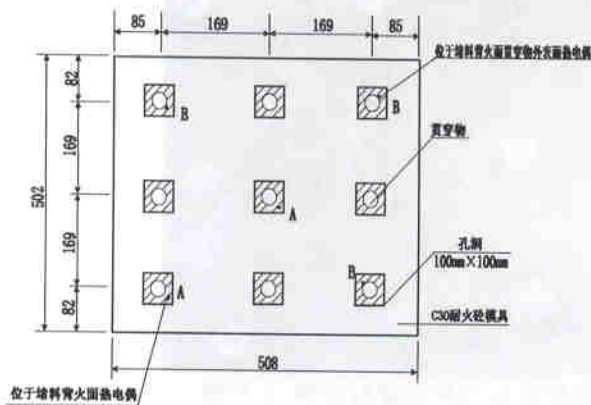 85 169 169 85
位于堵料背火面贯穿物外表面热电偶
82
B
B
贯穿物
169
502
A
169
孔洞
100mm×100mm
B
A
82
C30耐火砼模具
508
位于堵料背火面热电偶